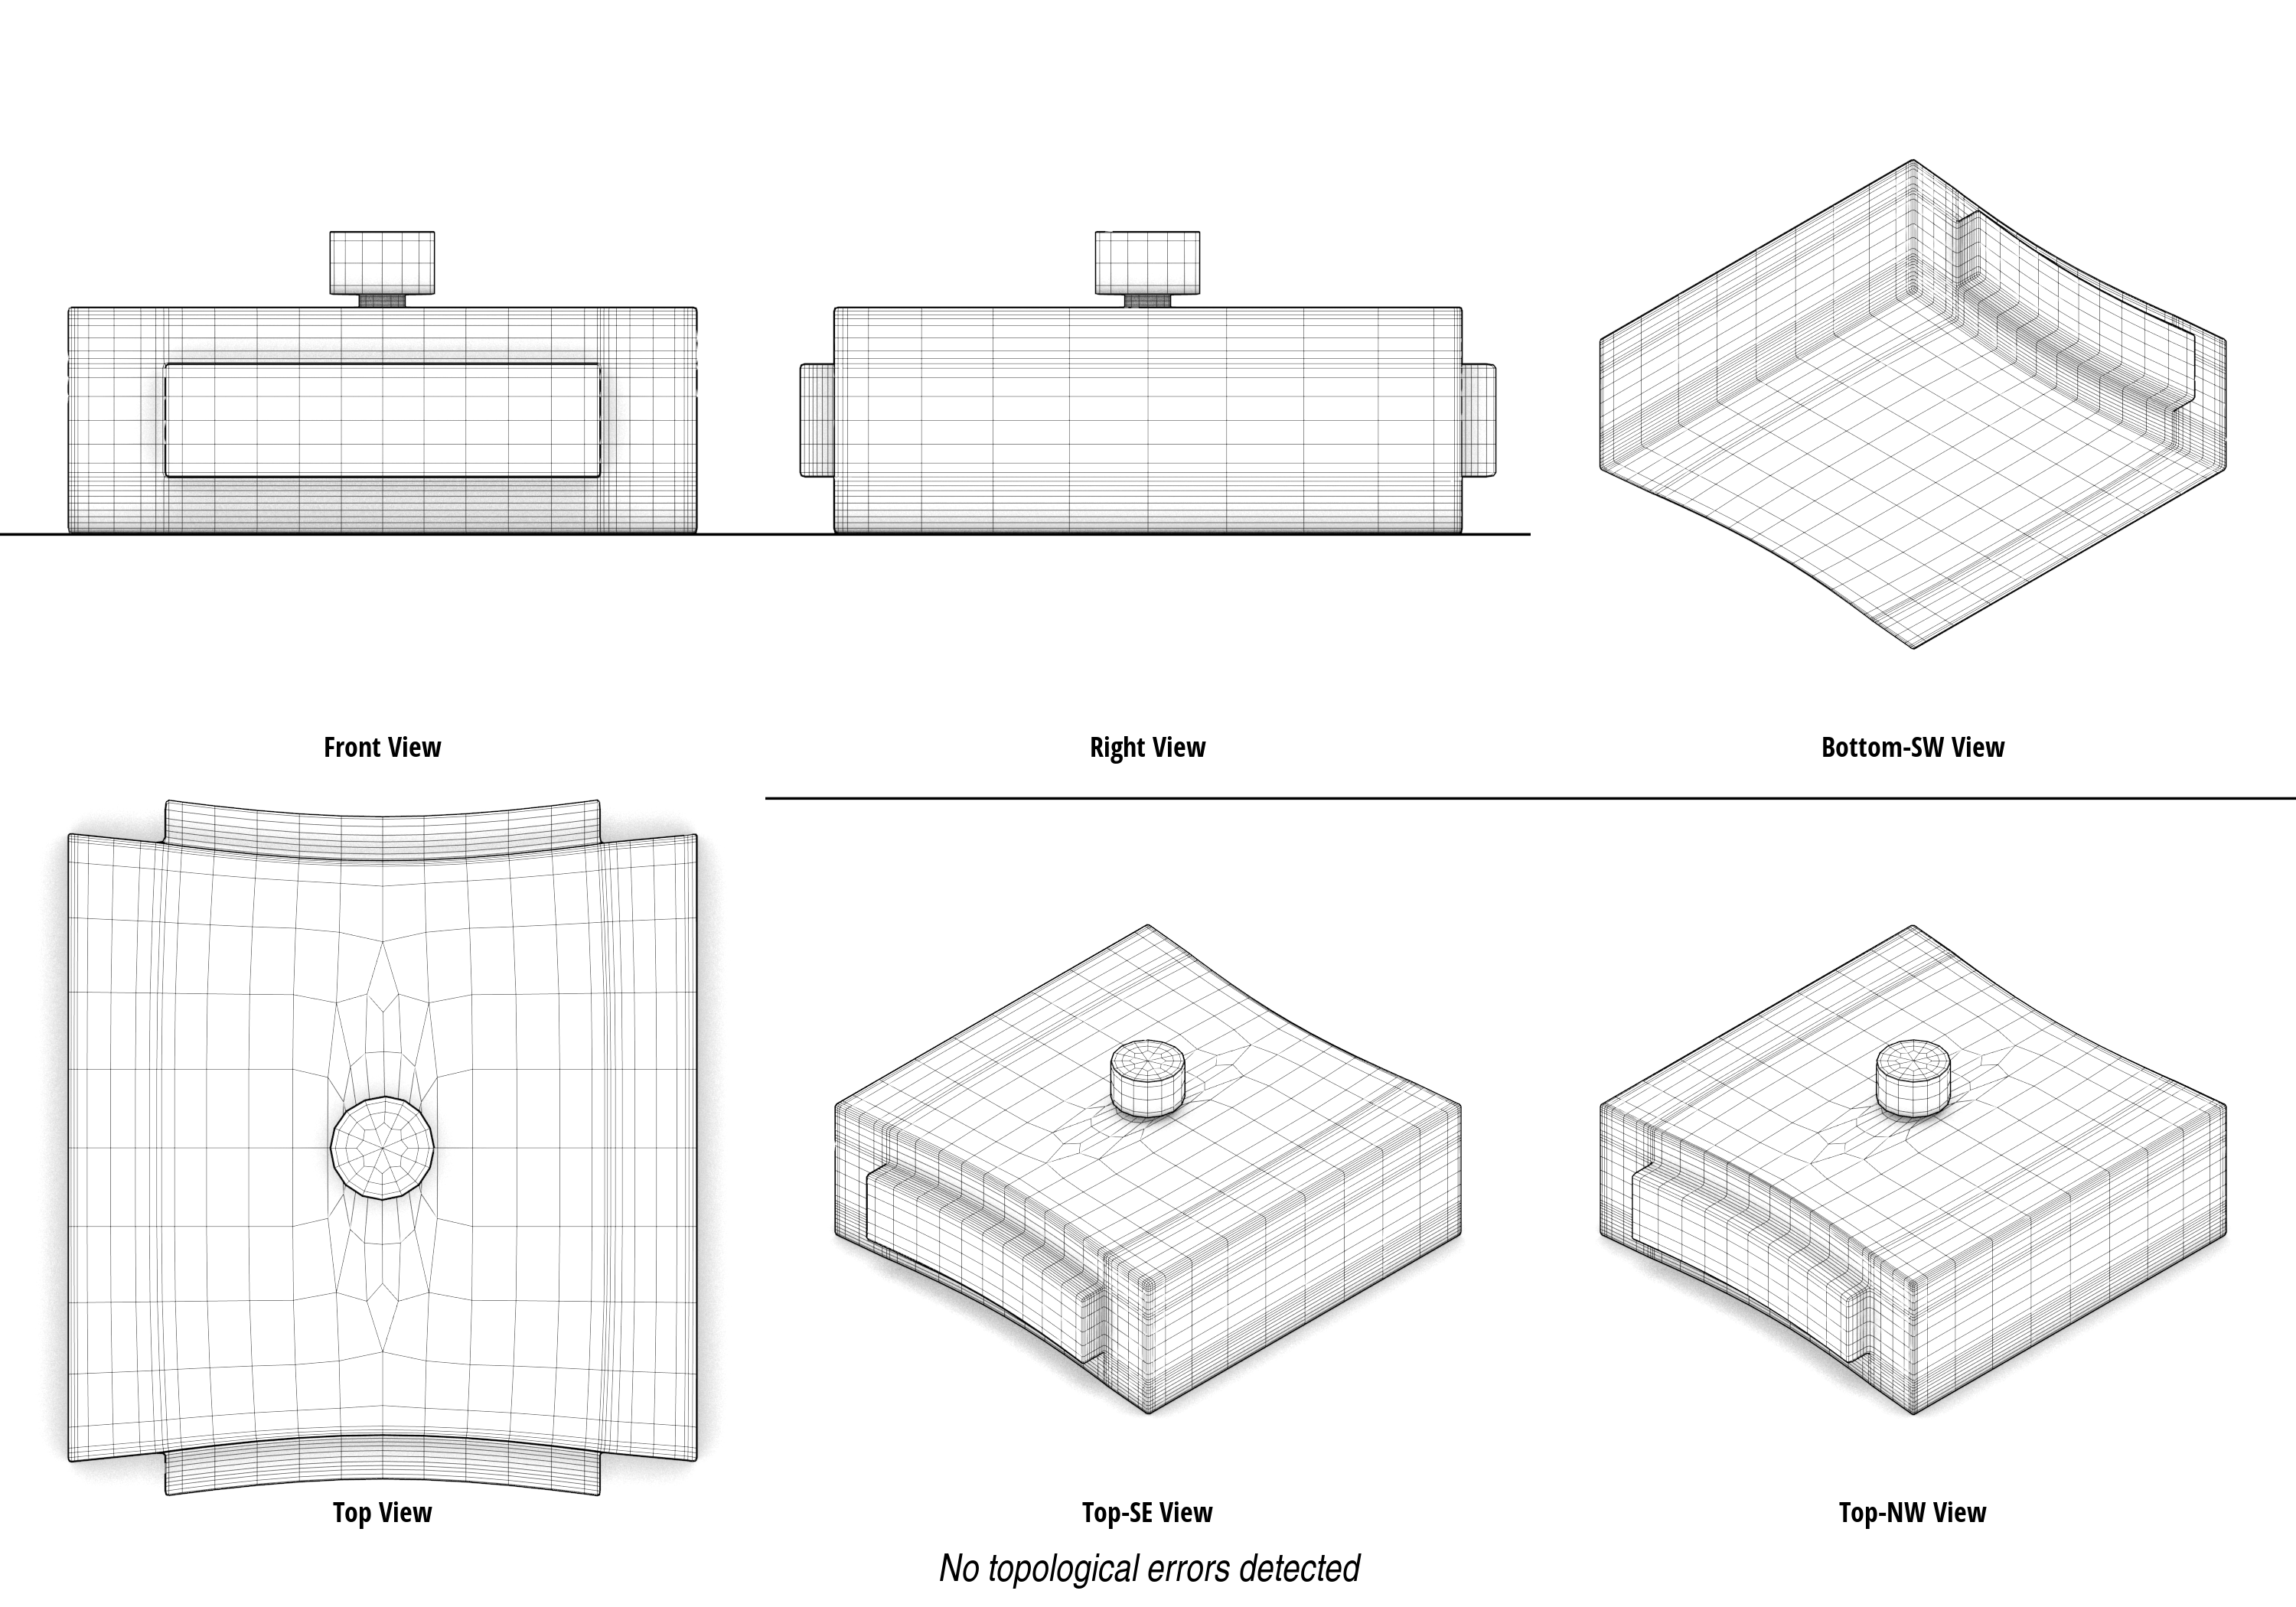 Front View
Right View
Bottom-SW View
Top View
Top-SE View
Top-NW View
No topological errors detected